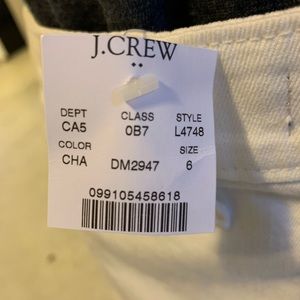 J.CREW
DEPT CLASS STYLE
CA5 0B7 L4748
COLOR SIZE
CHA DM2947 6
099105458618